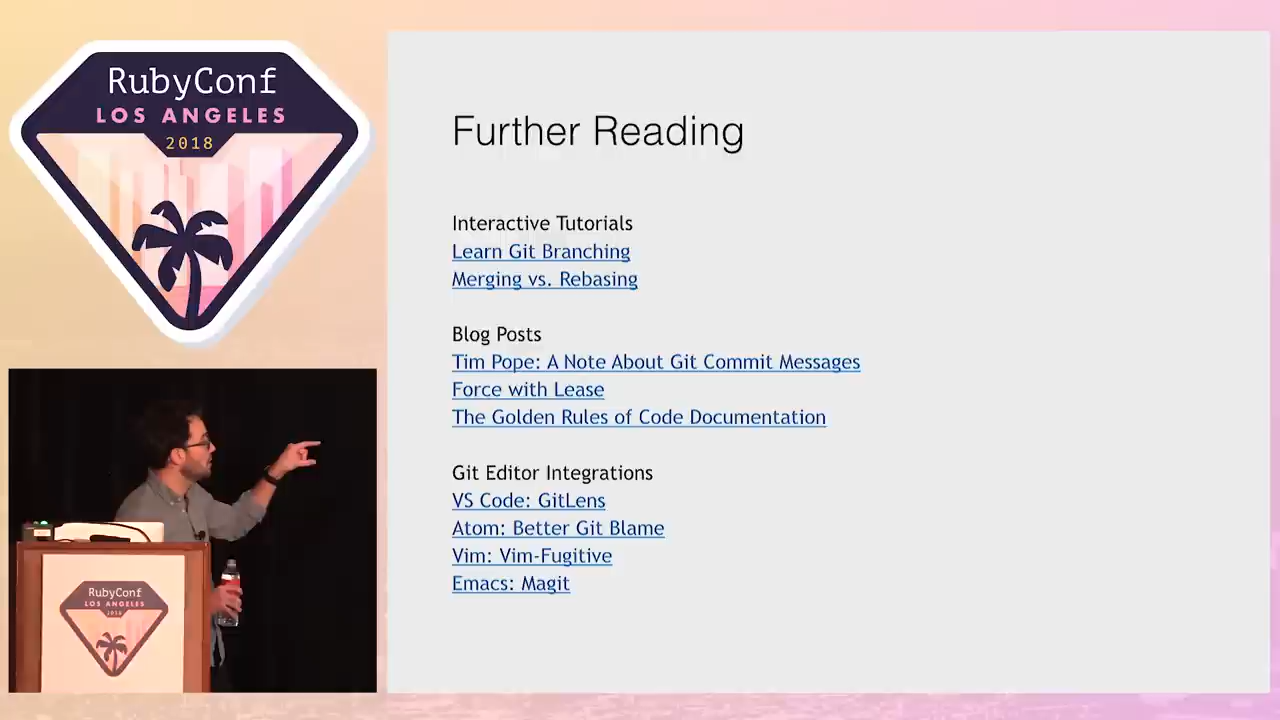 RubyConf
LOS ANGELES
2018
Further Reading
Interactive Tutorials
Learn Git Branching
Merging vs. Rebasing
Blog Posts
Tim Pope: A Note About Git Commit Messages
Force with Lease
The Golden Rules of Code Documentation
Git Editor Integrations
VS Code: GitLens
Atom: Better Git Blame
Vim: Vim-Fugitive
Emacs: Magit
RubyConf
LOS ANGELES
2018